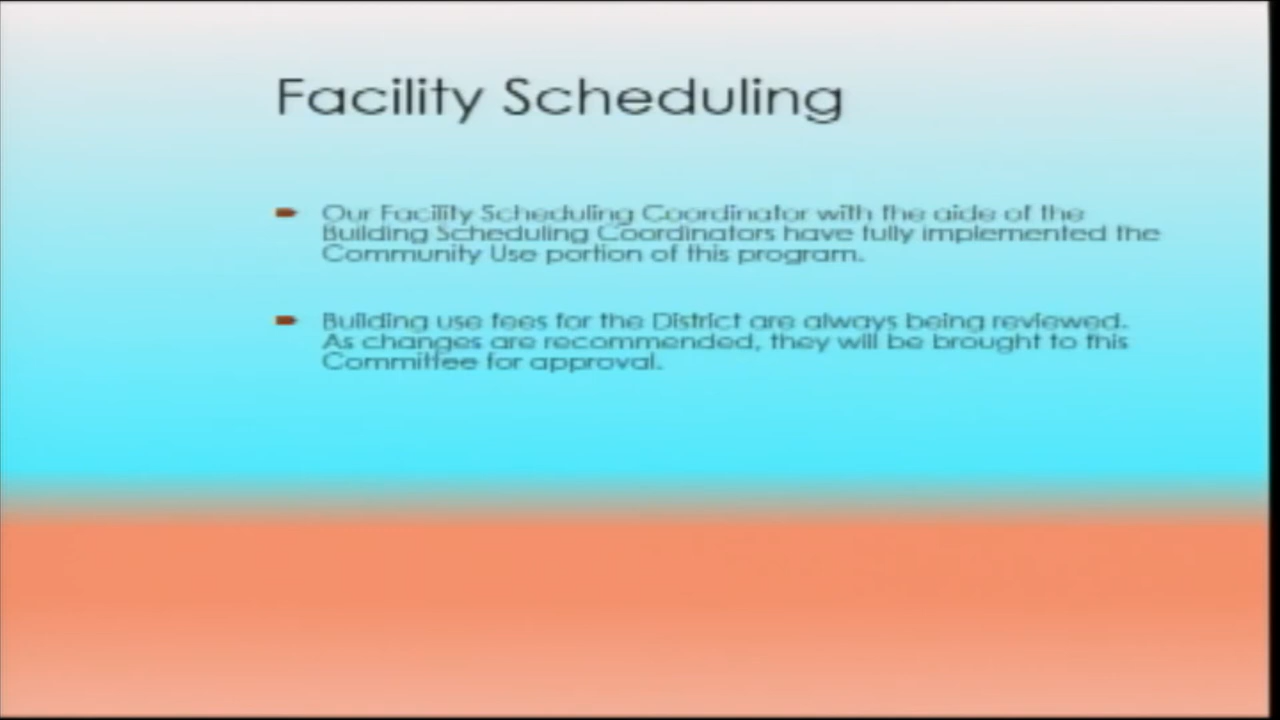 Facility Scheduling
Our Facility Scheduling Coordinator with the aide of the
Building Scheduling Coordinators have fully implemented the
Community Use portion of this program.
Building use fees for the District are always being reviewed.
As changes are recommended, they will be brought to this
Committee for approval.